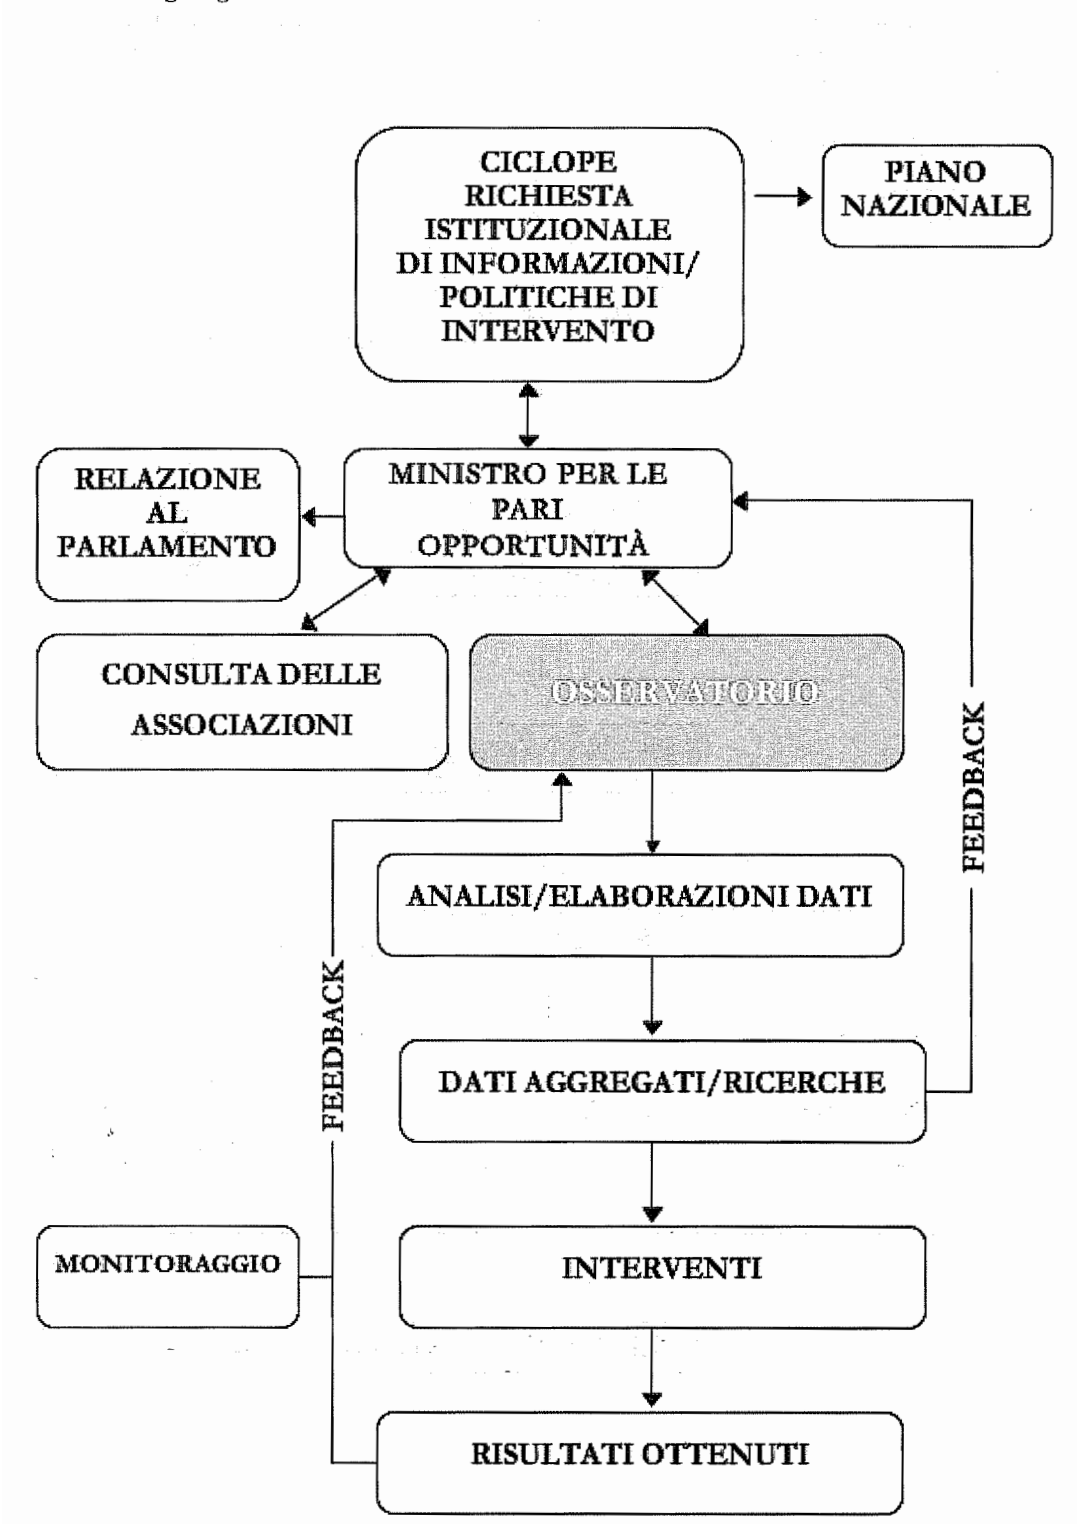 CICLOPE
RICHIESTA
ISTITUZIONALE
DI INFORMAZIONI/
POLITICHE DI
INTERVENTO
PIANO
NAZIONALE
RELAZIONE
AL
PARLAMENTO
MINISTRO PER LE
PARI
OPPORTUNITÀ
CONSULTA DELLE
ASSOCIAZIONI
OSSERVATORIO
FEEDBACK
ANALISI/ELABORAZIONI DATI
FEEDBACK
DATI AGGREGATI/RICERCHE
MONITORAGGIO
INTERVENTI
RISULTATI OTTENUTI